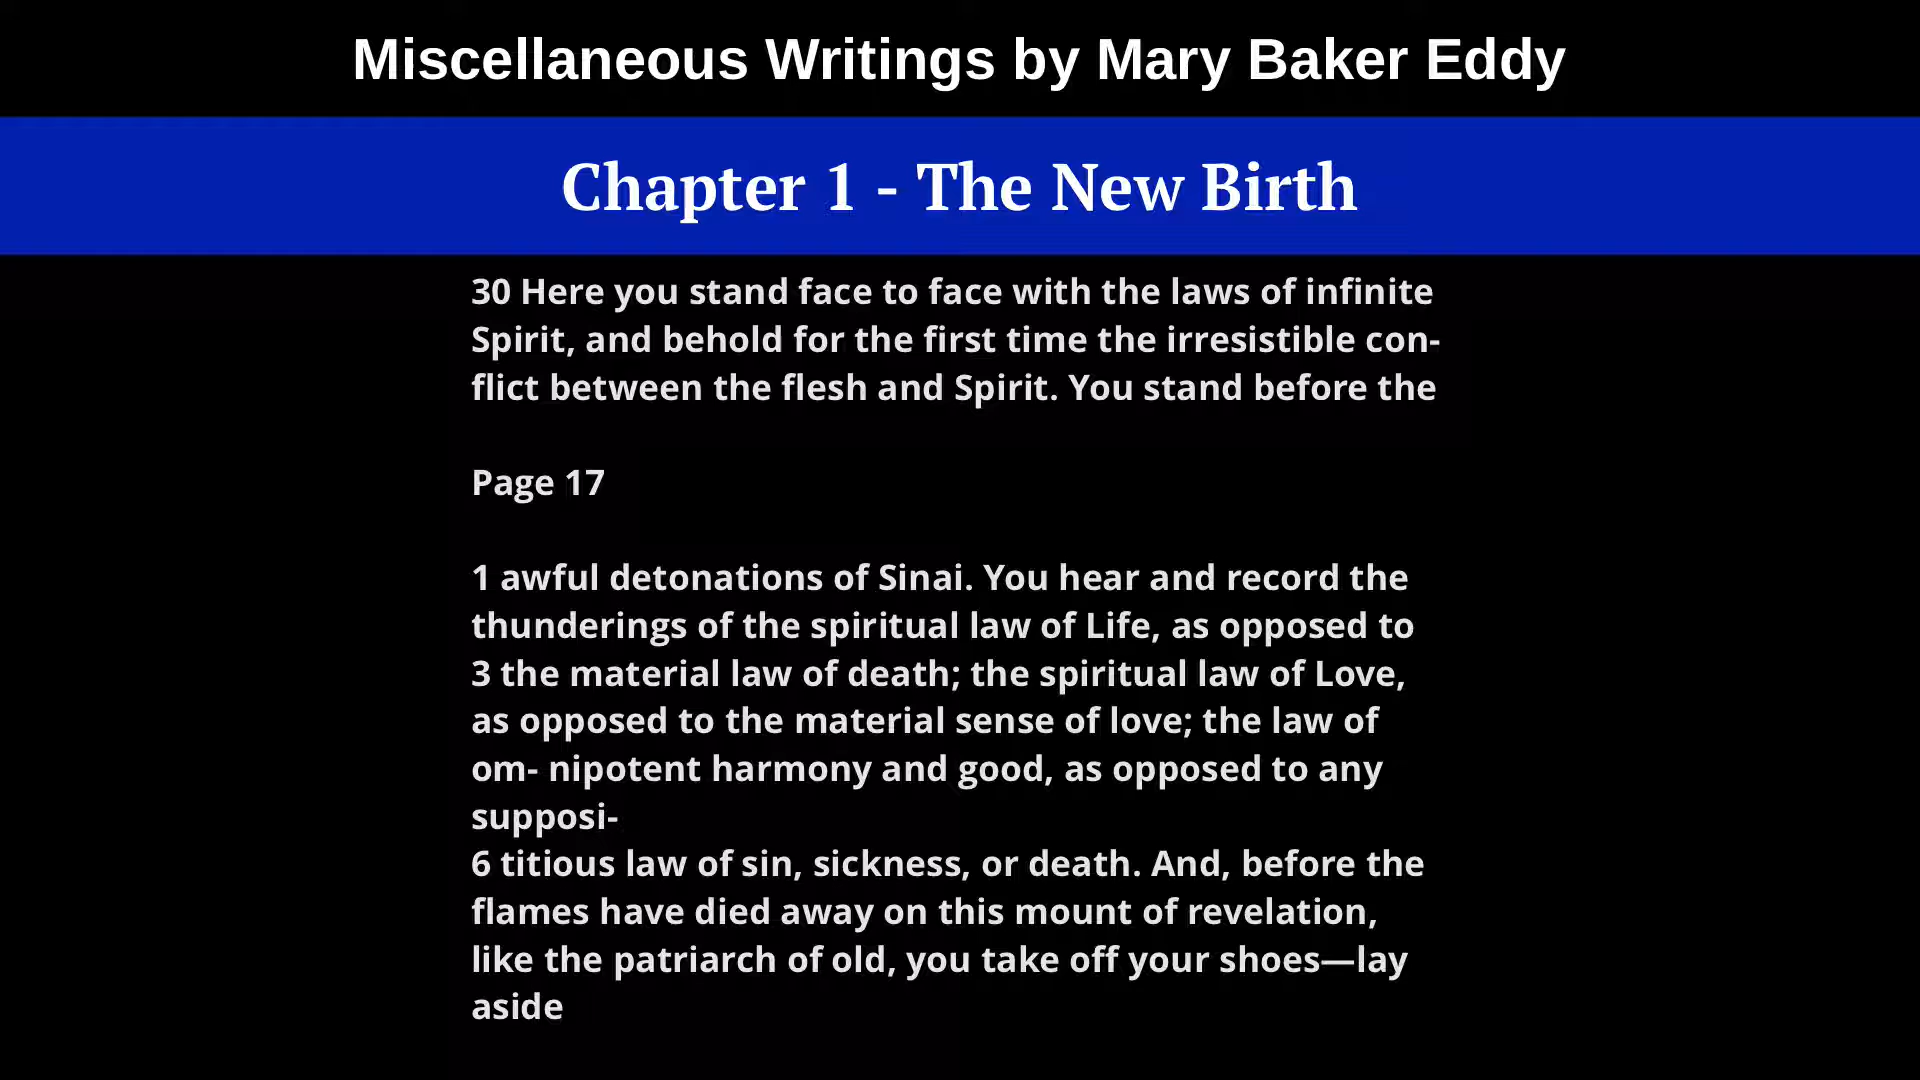 Miscellaneous Writings by Mary Baker Eddy
Chapter 1 - The New Birth
30 Here you stand face to face with the laws of infinite
Spirit, and behold for the first time the irresistible con-
flict between the flesh and Spirit. You stand before the
Page 17
1 awful detonations of Sinai. You hear and record the
thunderings of the spiritual law of Life, as opposed to
3 the material law of death; the spiritual law of Love,
as opposed to the material sense of love; the law of
om- nipotent harmony and good, as opposed to any
supposi-
6 titious law of sin, sickness, or death. And, before the
flames have died away on this mount of revelation,
like the patriarch of old, you take off your shoes—lay
aside